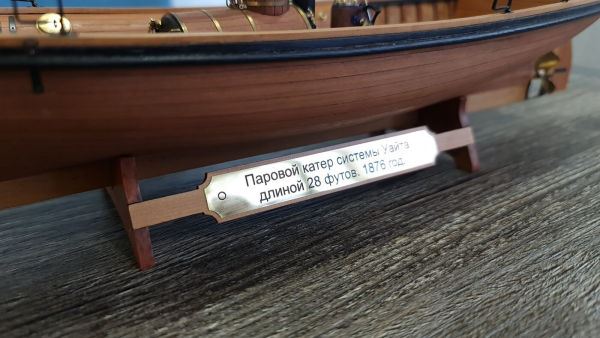 Паровой катер системы Уайта
длиной 28 футов. 1876 год.